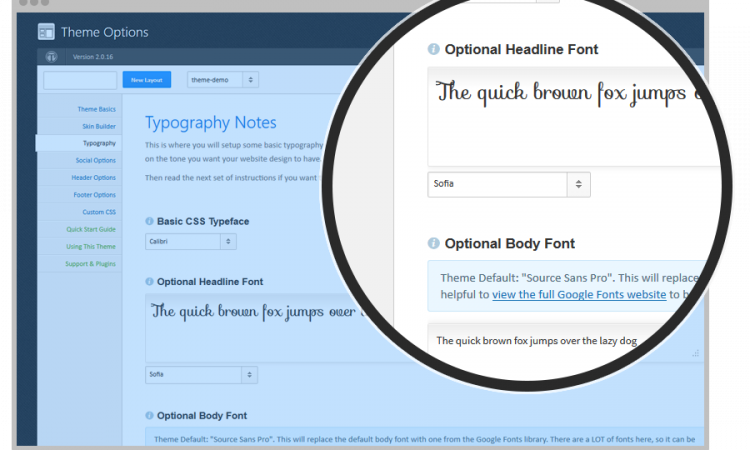 Theme Options
Version 2.0.16
New Layout
theme-demo
Theme Basics
Skin Builder
Typography
Social Options
Header Options
Footer Options
Custom CSS
Quick Start Guide
Using This Theme
Support & Plugins
Typography Notes
This is where you will setup some basic typography
on the tone you want your website design to have.
Then read the next set of instructions if you want
Basic CSS Typeface
Calibri
Optional Headline Font
The quick brown fox jumps over
Sofia
Optional Body Font
Theme Default: "Source Sans Pro". This will replace the default body font with one from the Google Fonts library. There are a LOT of fonts here, so it can be
Optional Headline Font
The quick brown fox jumps o
Sofia
Optional Body Font
Theme Default: "Source Sans Pro". This will replace
helpful to view the full Google Fonts website to b
The quick brown fox jumps over the lazy dog